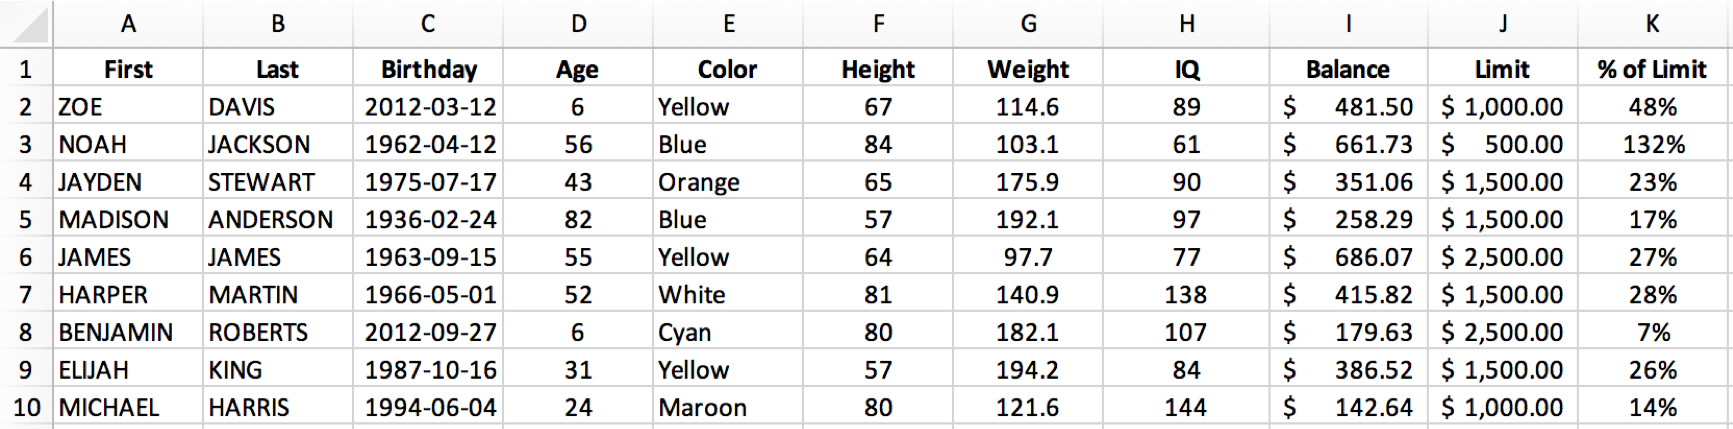 A B C D E F G H I J K
1 First Last Birthday Age Color Height Weight IQ Balance Limit % of Limit
2 ZOE DAVIS 2012-03-12 6 Yellow 67 114.6 89 $ 481.50 $ 1,000.00 48%
3 NOAH JACKSON 1962-04-12 56 Blue 84 103.1 61 $ 661.73 $ 500.00 132%
4 JAYDEN STEWART 1975-07-17 43 Orange 65 175.9 90 $ 351.06 $ 1,500.00 23%
5 MADISON ANDERSON 1936-02-24 82 Blue 57 192.1 97 $ 258.29 $ 1,500.00 17%
6 JAMES JAMES 1963-09-15 55 Yellow 64 97.7 77 $ 686.07 $ 2,500.00 27%
7 HARPER MARTIN 1966-05-01 52 White 81 140.9 138 $ 415.82 $ 1,500.00 28%
8 BENJAMIN ROBERTS 2012-09-27 6 Cyan 80 182.1 107 $ 179.63 $ 2,500.00 7%
9 ELIJAH KING 1987-10-16 31 Yellow 57 194.2 84 $ 386.52 $ 1,500.00 26%
10 MICHAEL HARRIS 1994-06-04 24 Maroon 80 121.6 144 $ 142.64 $ 1,000.00 14%